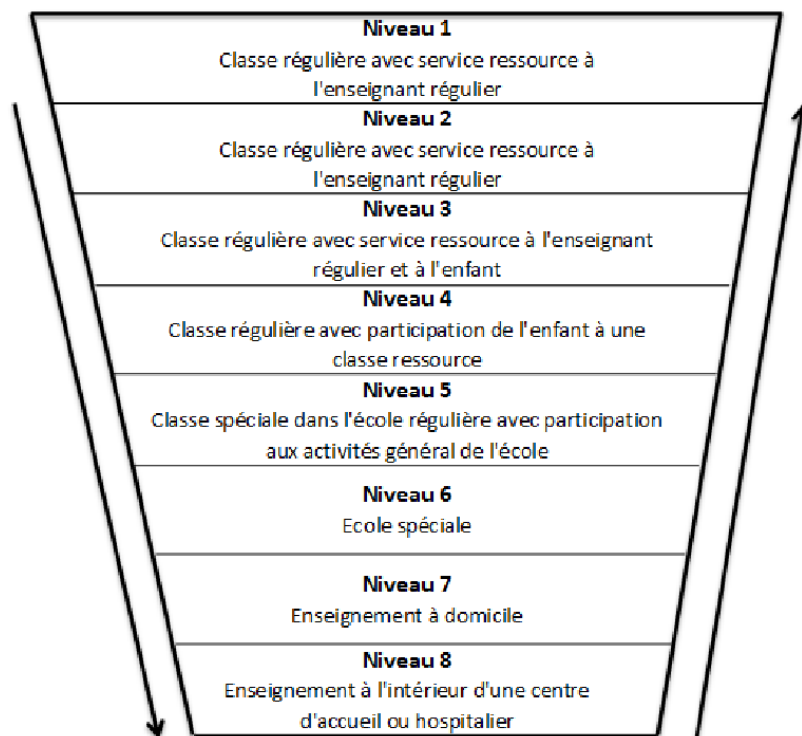 Niveau 1
Classe régulière avec service ressource à
l'enseignant régulier
Niveau 2
Classe régulière avec service ressource à
l'enseignant régulier
Niveau 3
Classe régulière avec service ressource à l'enseignant
régulier et à l'enfant
Niveau 4
Classe régulière avec participation de l'enfant à une
classe ressource
Niveau 5
Classe spéciale dans l'école régulière avec participation
aux activités général de l'école
Niveau 6
Ecole spéciale
Niveau 7
Enseignement à domicile
Niveau 8
Enseignement à l'intérieur d'une centre
d'accueil ou hospitalier